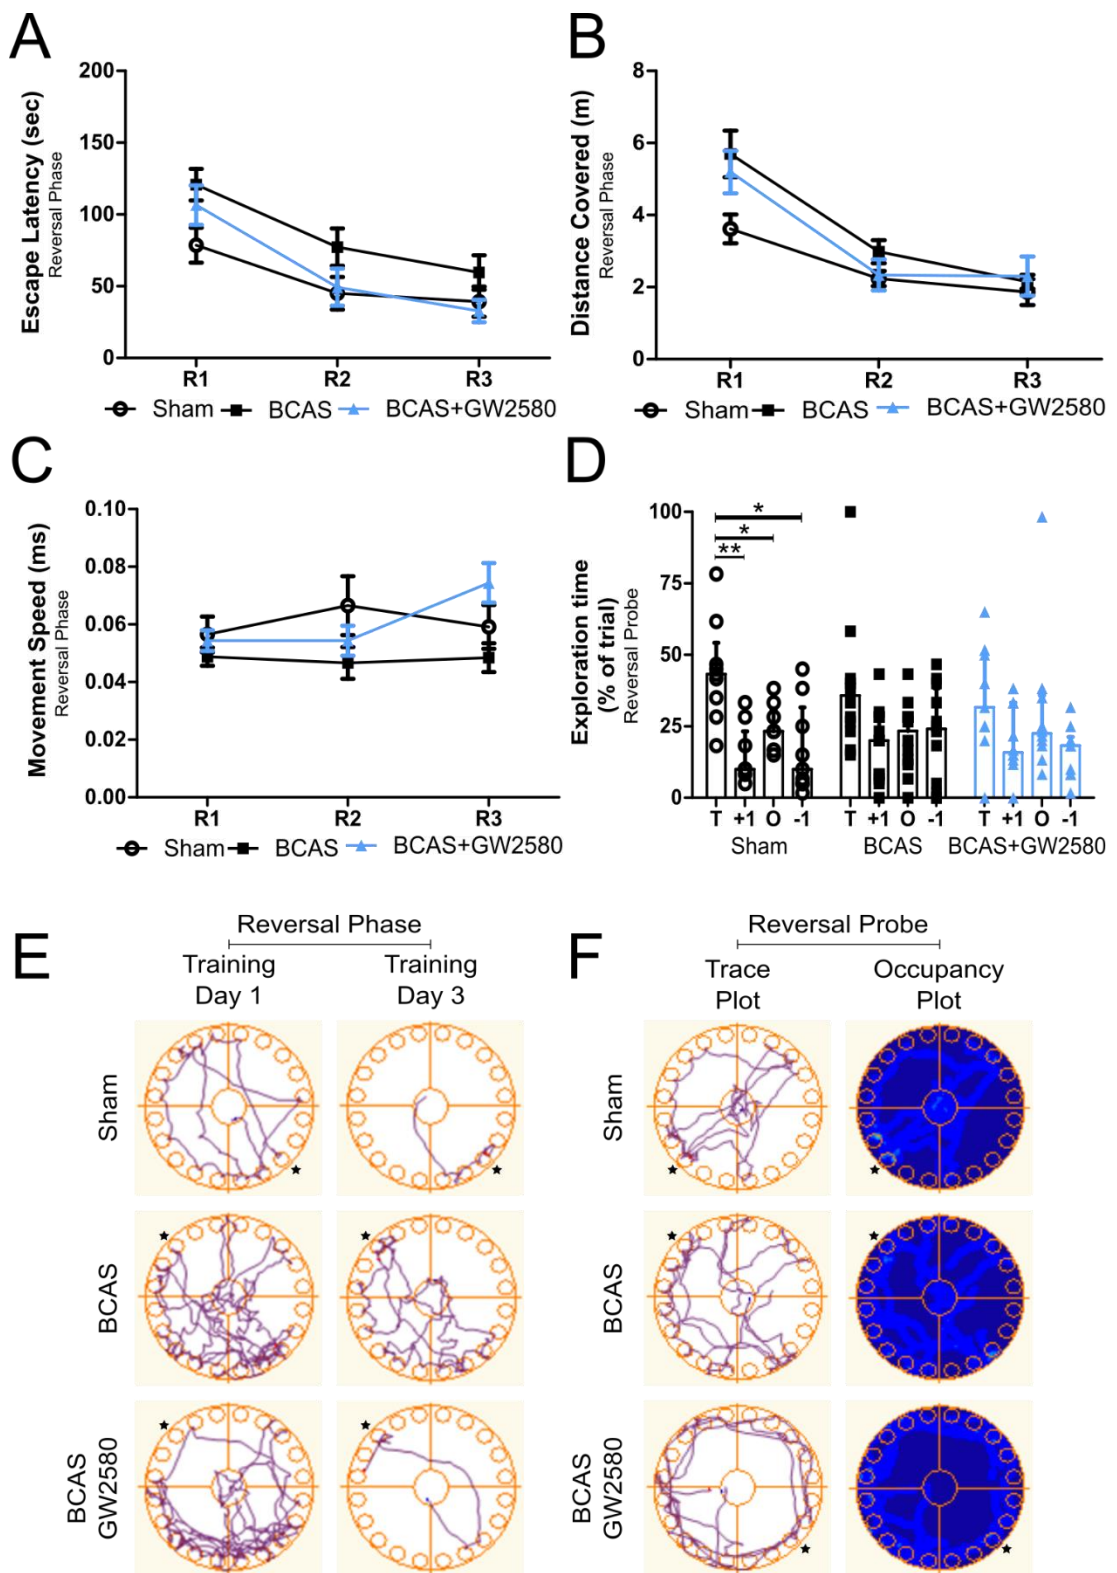 A
Escape Latency (sec)
Reversal Phase
200
150
100
50
0
R1 R2 R3
Sham BCAS BCAS+GW2580
B
Distance Covered (m)
Reversal Phase
8
6
4
2
0
R1 R2 R3
Sham BCAS BCAS+GW2580
C
Movement Speed (ms)
Reversal Phase
0.10
0.08
0.06
0.04
0.02
0.00
R1 R2 R3
Sham BCAS BCAS+GW2580
D
Exploration time
(% of trial)
Reversal Probe
100
75
50
25
0
*
*
**
T +1 O -1 T +1 O -1 T +1 O -1
Sham BCAS BCAS+GW2580
E
Reversal Phase
Training
Day 1
Training
Day 3
Sham
BCAS
BCAS
GW2580
F
Reversal Probe
Trace
Plot
Occupancy
Plot
Sham
BCAS
BCAS
GW2580